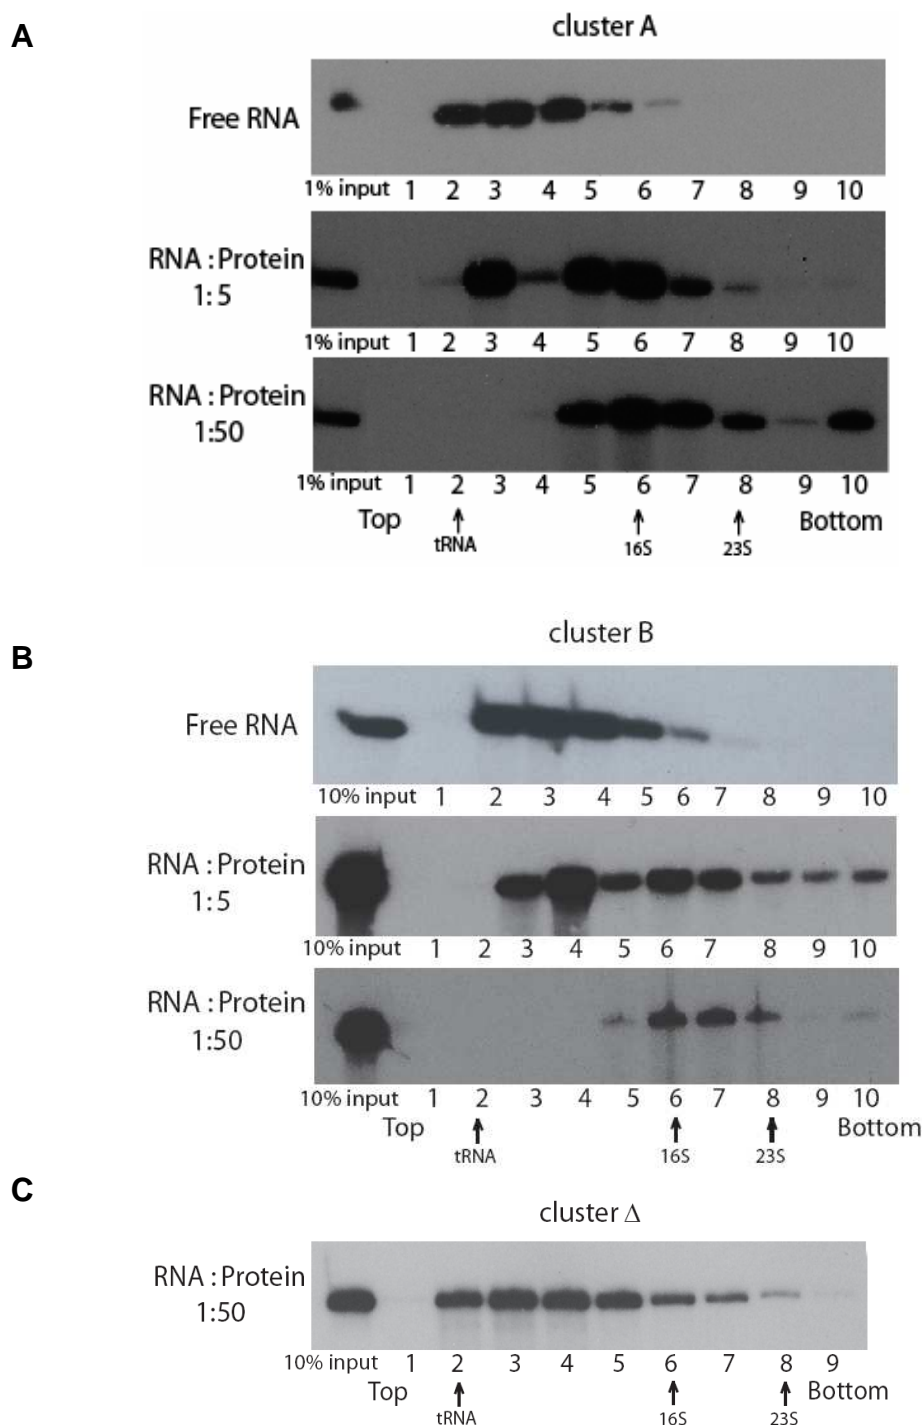 A
cluster A
Free RNA
1% input 1 2 3 4 5 6 7 8 9 10
RNA : Protein
1: 5
1% input 1 2 3 4 5 6 7 8 9 10
RNA : Protein
1:50
1% input 1 2 3 4 5 6 7 8 9 10
Top Bottom
tRNA 16S 23S
B
cluster B
Free RNA
10% input 1 2 3 4 5 6 7 8 9 10
RNA : Protein
1: 5
10% input 1 2 3 4 5 6 7 8 9 10
RNA : Protein
1:50
10% input 1 2 3 4 5 6 7 8 9 10
Top Bottom
tRNA 16S 23S
C
cluster Δ
RNA : Protein
1:50
10% input 1 2 3 4 5 6 7 8 9
Top Bottom
tRNA 16S 23S